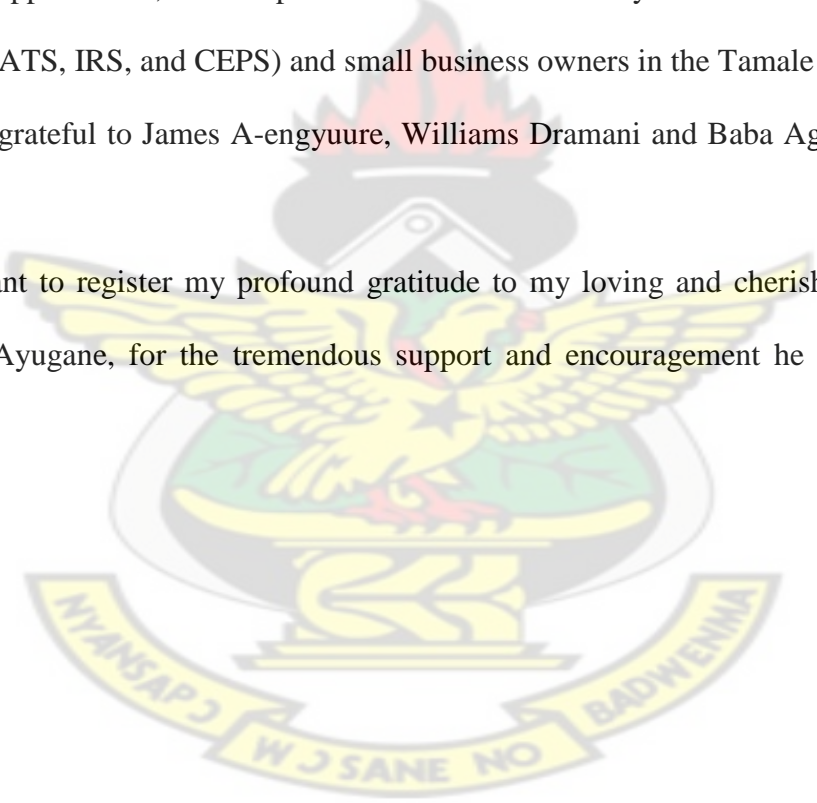 ATS, IRS, and CEPS) and small business owners in the Tamale
grateful to James A-engyuure, Williams Dramani and Baba Ag
nt to register my profound gratitude to my loving and cherish
Ayugane, for the tremendous support and encouragement he
NYANSAPƆ
WƆ SANE NO
BADWENMA